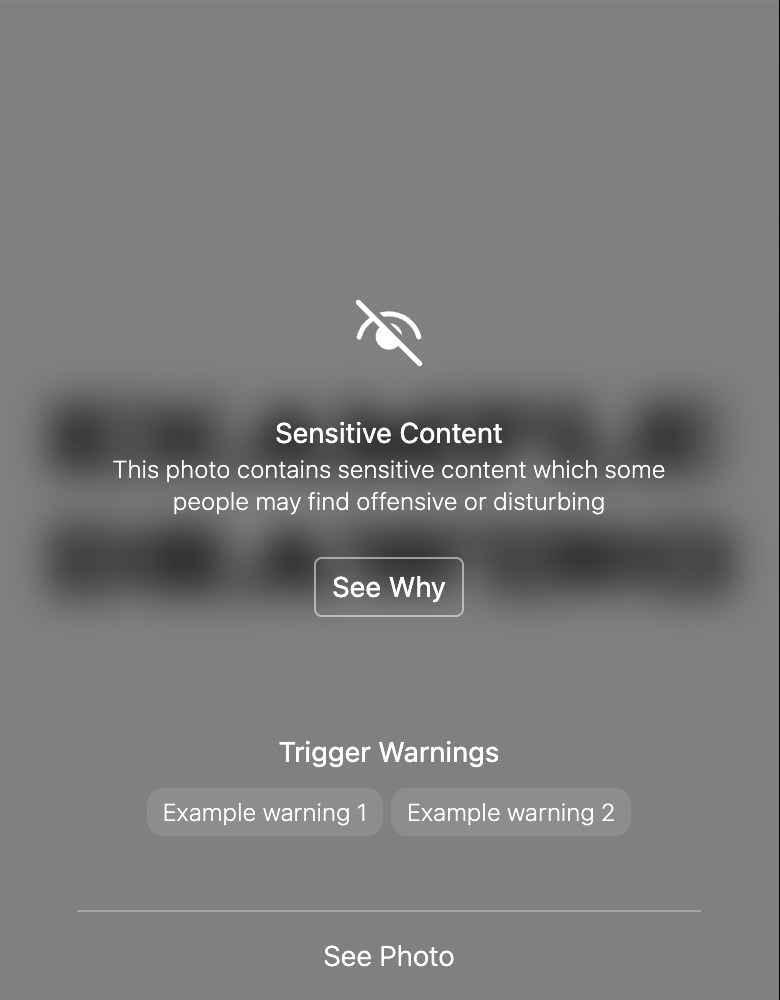 Sensitive Content
This photo contains sensitive content which some
people may find offensive or disturbing
See Why
Trigger Warnings
Example warning 1 Example warning 2
See Photo